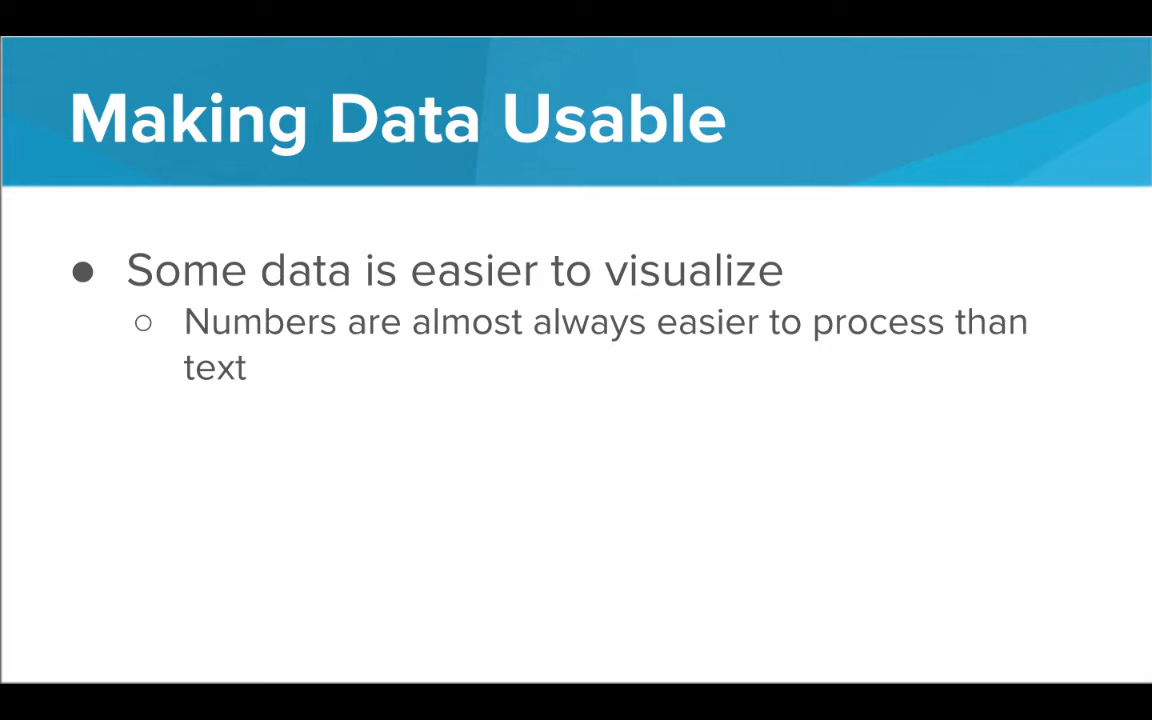 Making Data Usable
● Some data is easier to visualize
○ Numbers are almost always easier to process than
text